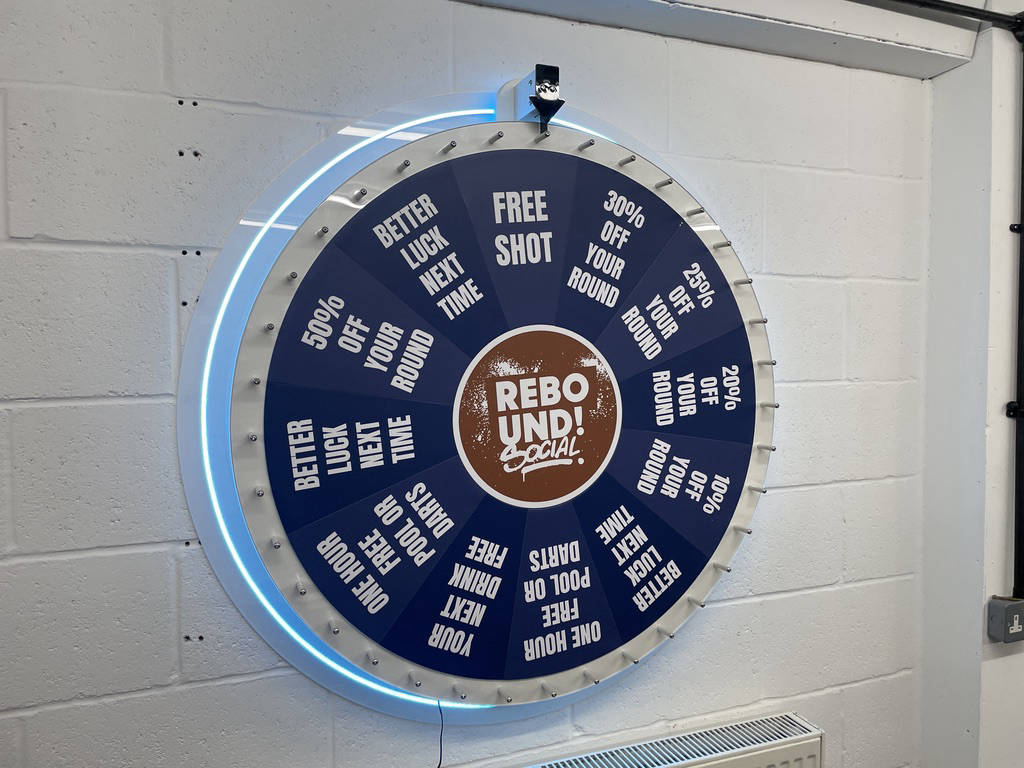 FREE
SHOT
30%
OFF
YOUR
ROUND
25%
OFF
YOUR
ROUND
20%
OFF
YOUR
ROUND
10%
OFF
YOUR
ROUND
BETTER
LUCK
NEXT
TIME
ONE HOUR
FREE
POOL OR
DARTS
YOUR
NEXT
DRINK
FREE
ONE HOUR
FREE
POOL OR
DARTS
BETTER
LUCK
NEXT
TIME
50%
OFF
YOUR
ROUND
BETTER
LUCK
NEXT
TIME
REBO
UND!
SOCIAL